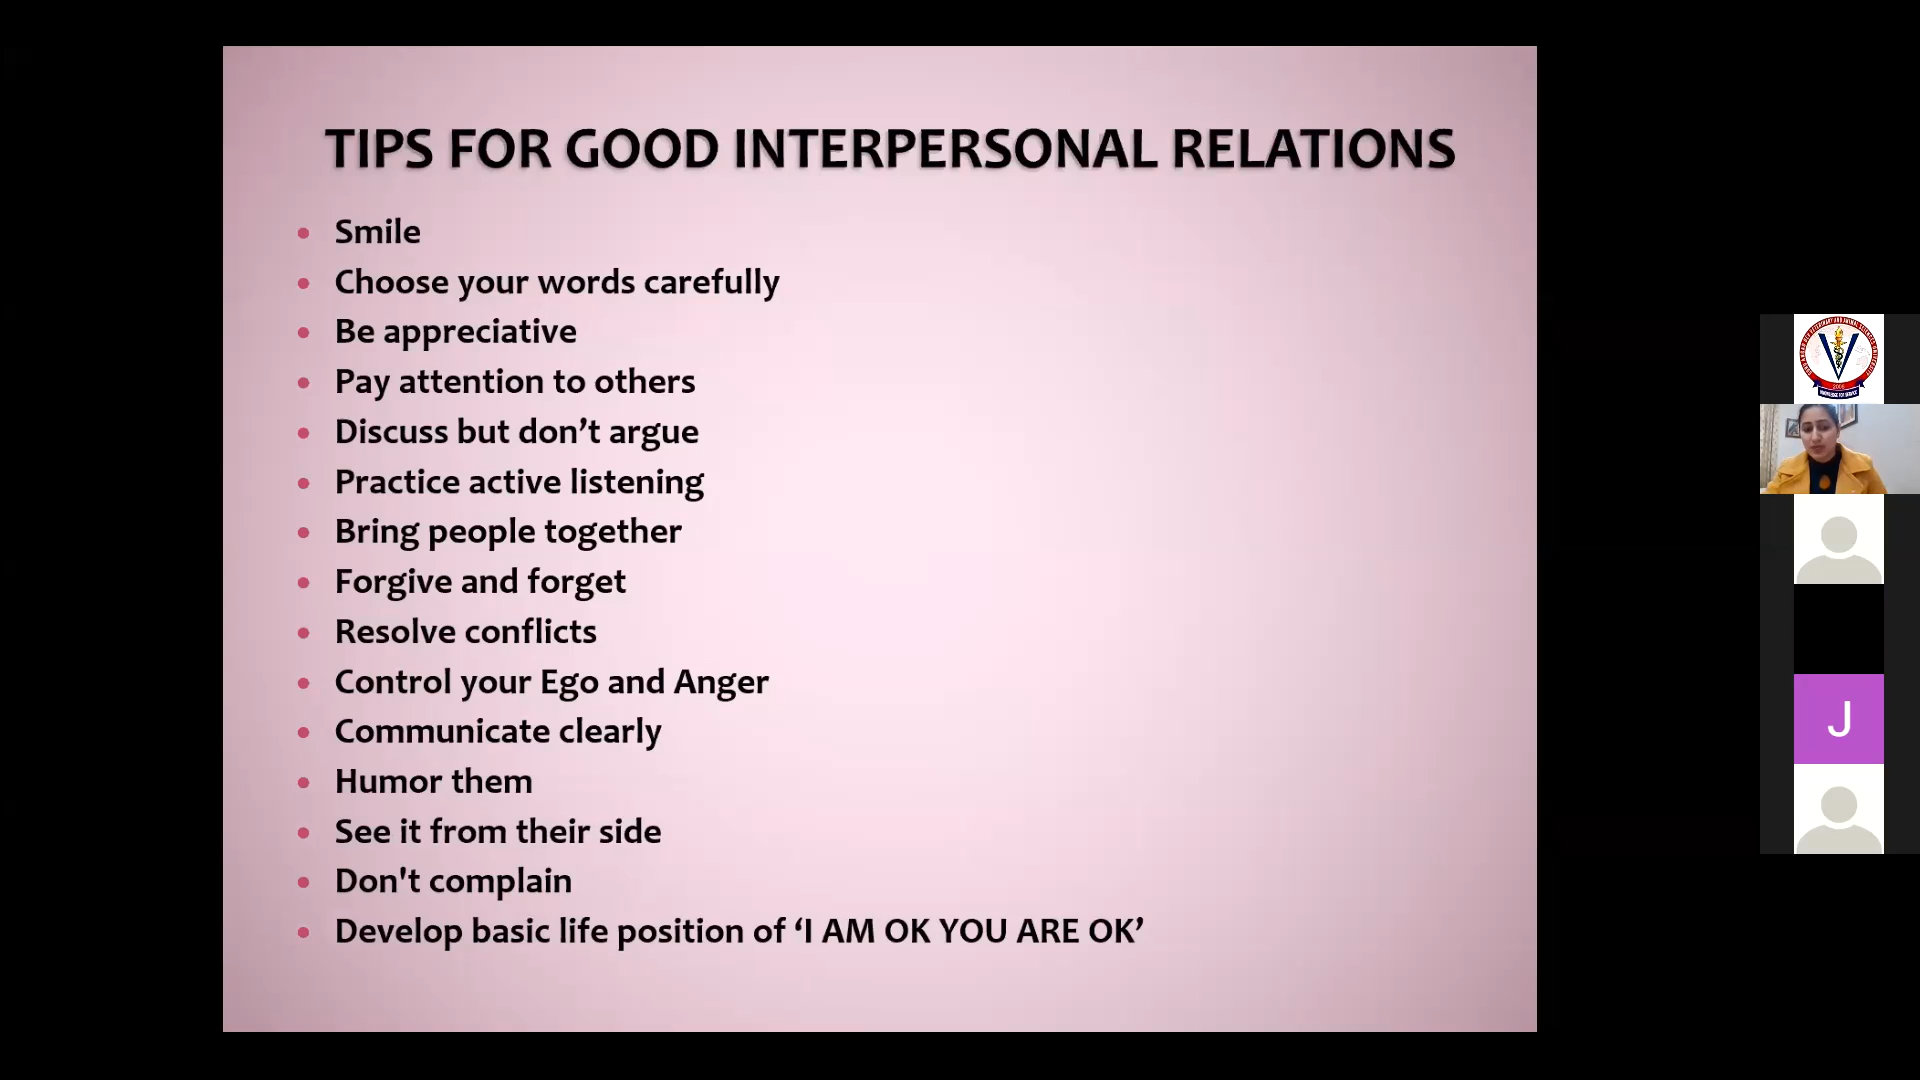 TIPS FOR GOOD INTERPERSONAL RELATIONS
• Smile
• Choose your words carefully
• Be appreciative
• Pay attention to others
• Discuss but don’t argue
• Practice active listening
• Bring people together
• Forgive and forget
• Resolve conflicts
• Control your Ego and Anger
• Communicate clearly
• Humor them
• See it from their side
• Don't complain
• Develop basic life position of ‘I AM OK YOU ARE OK’
V
2005
J